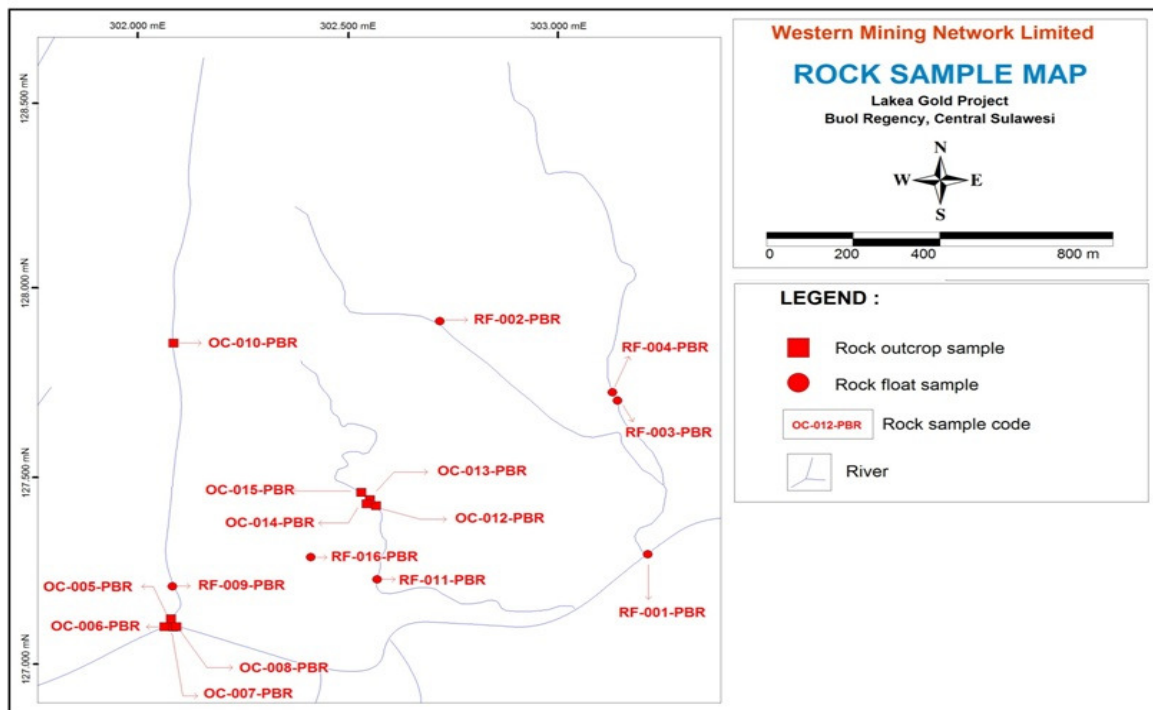 302.000 mE
302.500 mE
303.000 mE
128.500 mN
128.000 mN
127.500 mN
127.000 mN
RF-002-PBR
OC-010-PBR
RF-004-PBR
RF-003-PBR
OC-013-PBR
OC-015-PBR
OC-014-PBR
OC-012-PBR
RF-016-PBR
OC-005-PBR
RF-009-PBR
RF-011-PBR
RF-001-PBR
OC-006-PBR
OC-008-PBR
OC-007-PBR
Western Mining Network Limited
ROCK SAMPLE MAP
Lakea Gold Project
Buol Regency, Central Sulawesi
N
W E
S
0 200 400 800 m
LEGEND :
Rock outcrop sample
Rock float sample
OC-012-PBR Rock sample code
River